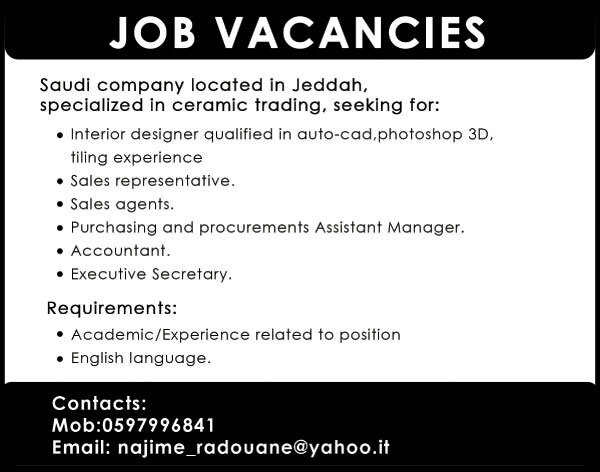 JOB VACANCIES
Saudi company located in Jeddah,
specialized in ceramic trading, seeking for:
• Interior designer qualified in auto-cad,photoshop 3D,
tiling experience
• Sales representative.
• Sales agents.
• Purchasing and procurements Assistant Manager.
• Accountant.
• Executive Secretary.
Requirements:
• Academic/Experience related to position
• English language.
Contacts:
Mob:0597996841
Email: najime_radouane@yahoo.it